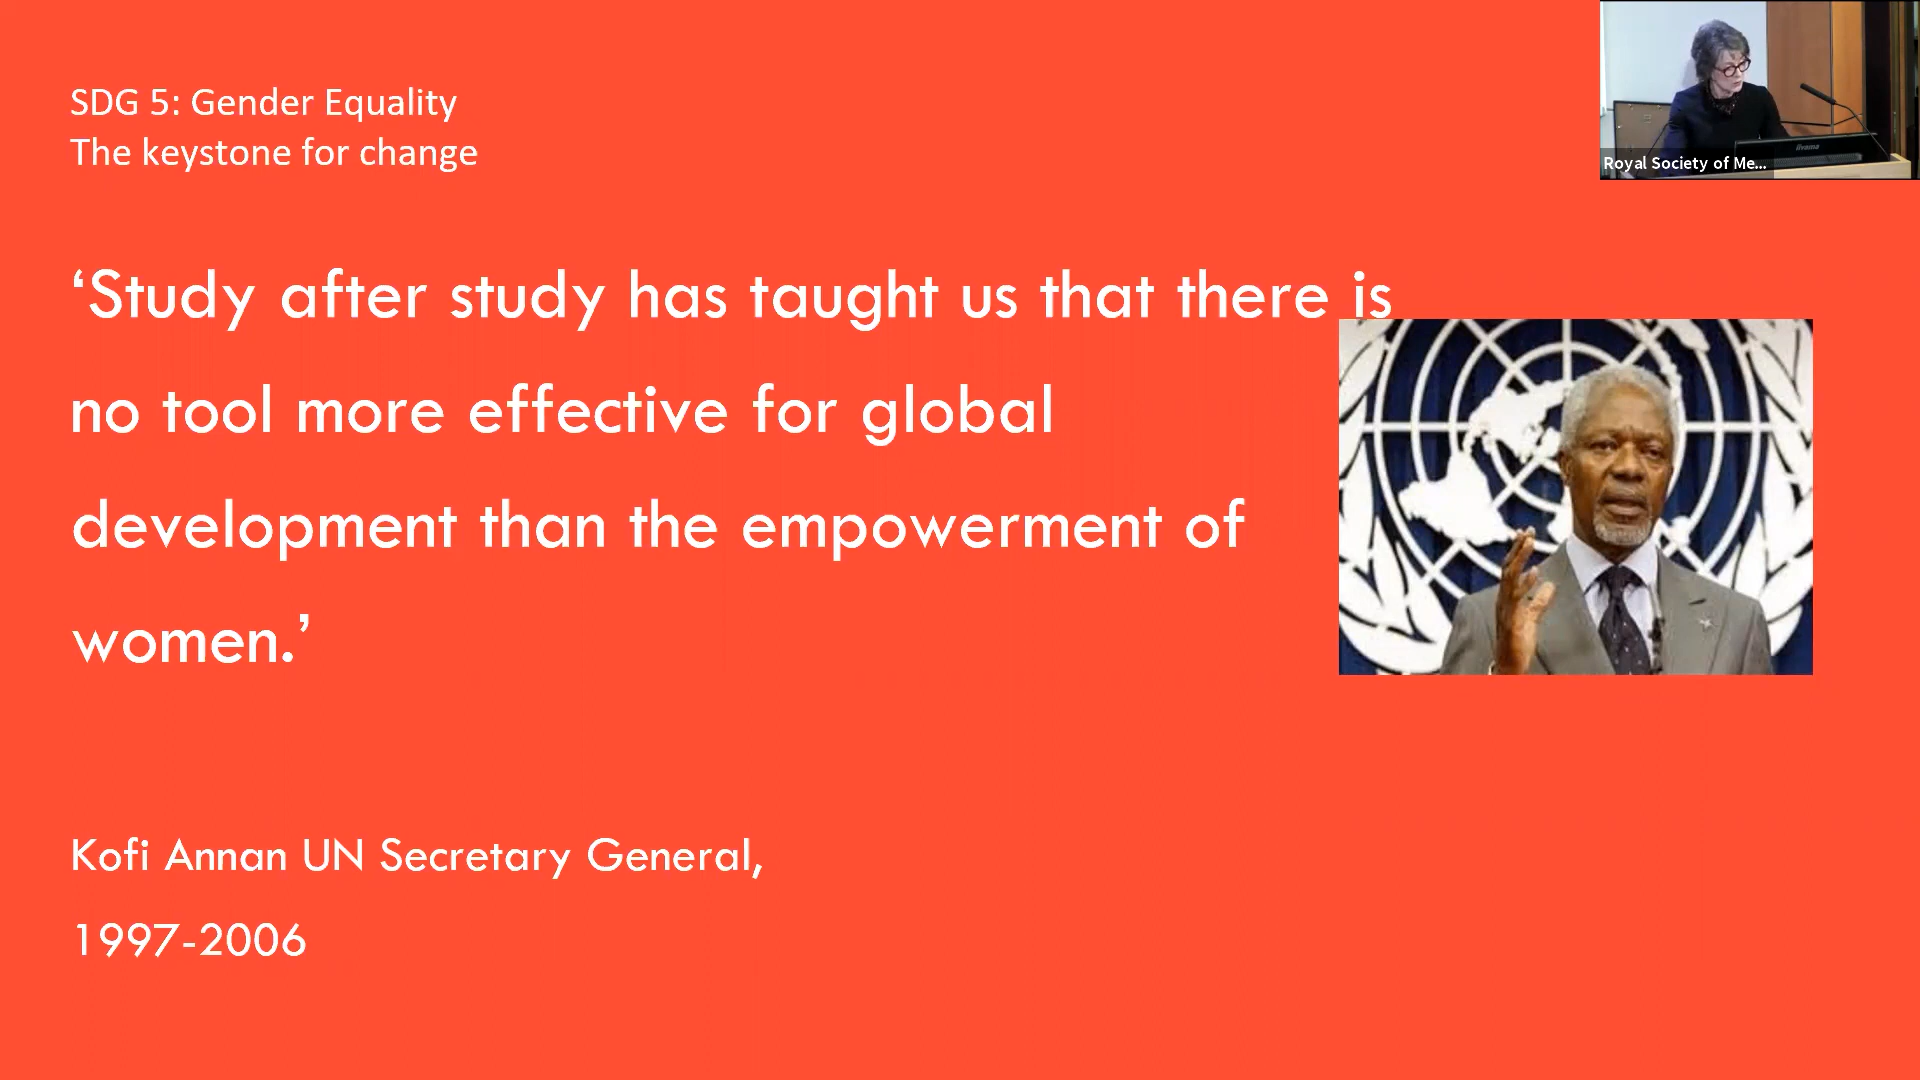 SDG 5: Gender Equality
The keystone for change
‘Study after study has taught us that there is
no tool more effective for global
development than the empowerment of
women.’
Kofi Annan UN Secretary General,
1997-2006
Royal Society of Me...
iiyama